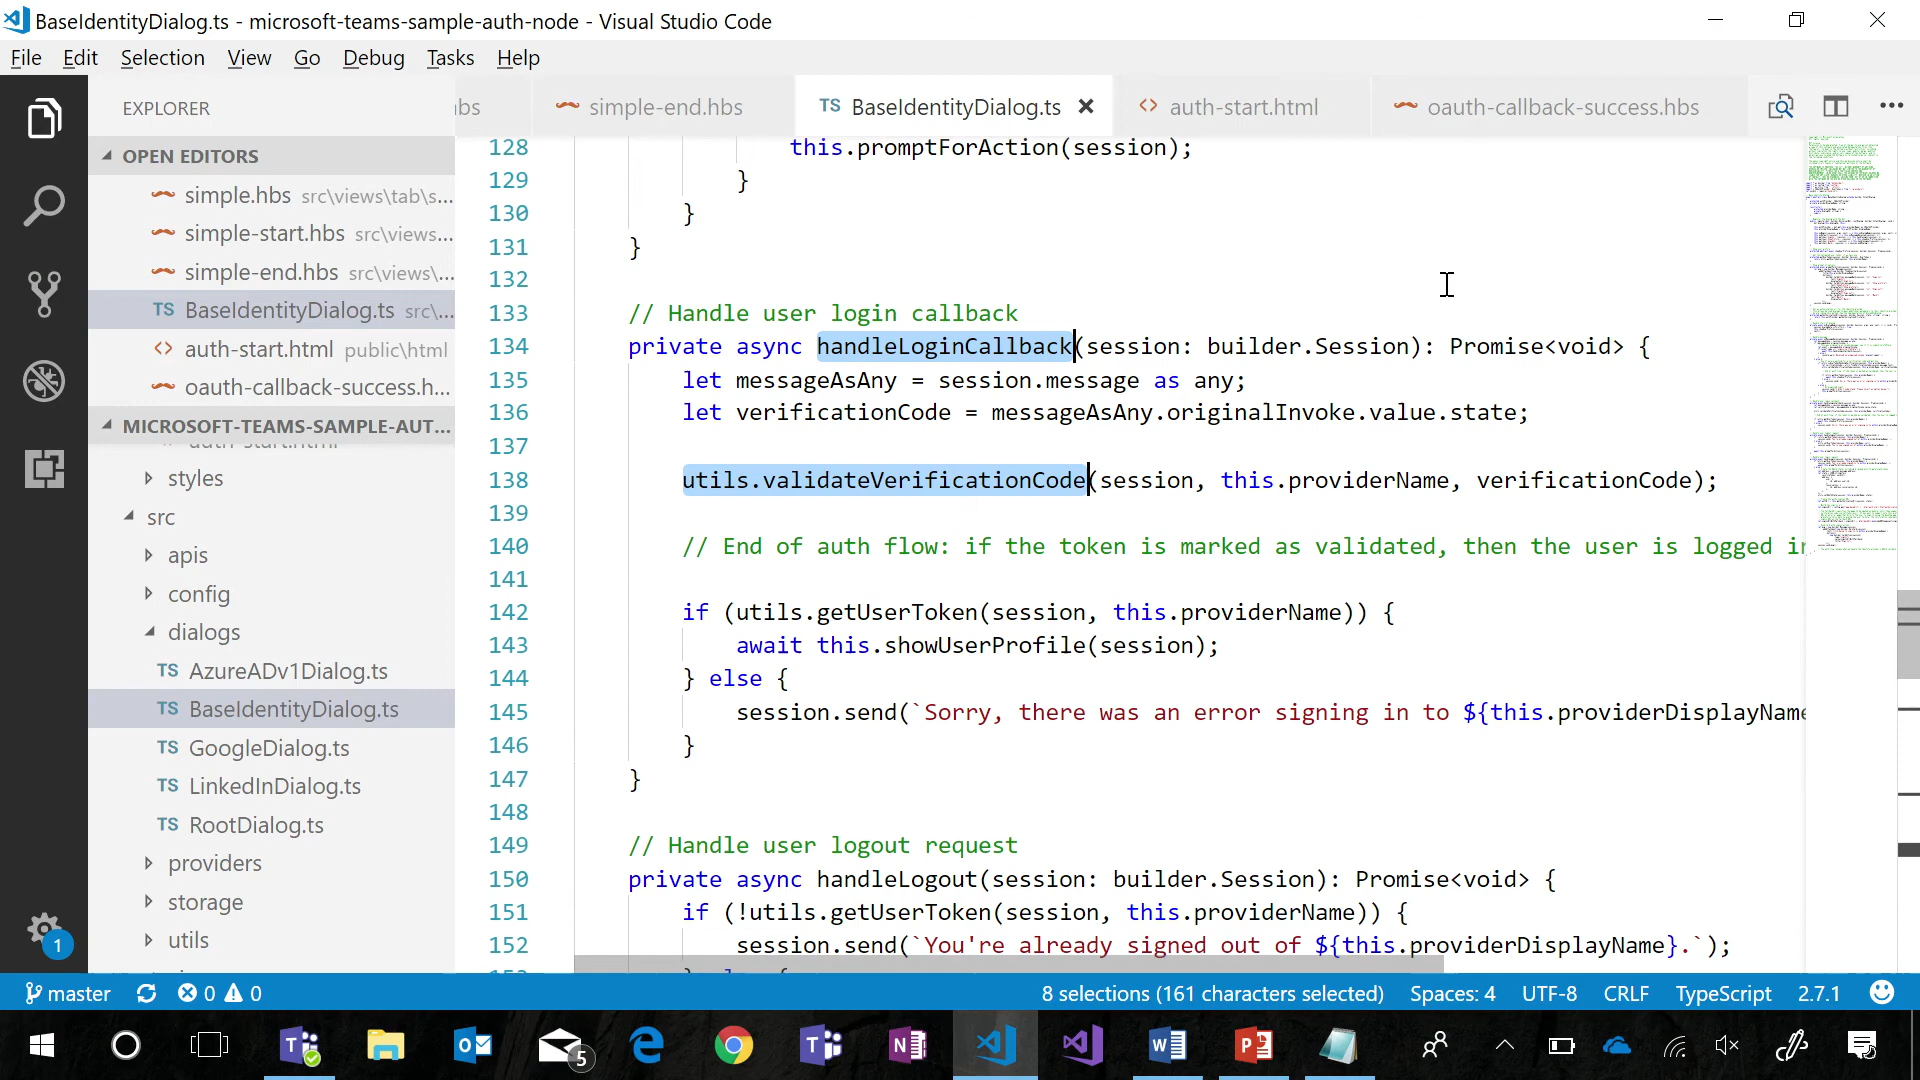 BaseIdentityDialog.ts - microsoft-teams-sample-auth-node - Visual Studio Code
File Edit Selection View Go Debug Tasks Help
EXPLORER
OPEN EDITORS
simple.hbs src\views\tab\s...
simple-start.hbs src\views...
simple-end.hbs src\views\...
TS BaseIdentityDialog.ts src\...
<> auth-start.html public\html
oauth-callback-success.h...
MICROSOFT-TEAMS-SAMPLE-AUT...
auth-start.html
styles
src
apis
config
dialogs
TS AzureADv1Dialog.ts
TS BaseIdentityDialog.ts
TS GoogleDialog.ts
TS LinkedInDialog.ts
TS RootDialog.ts
providers
storage
utils
bs simple-end.hbs TS BaseIdentityDialog.ts × <> auth-start.html oauth-callback-success.hbs
128 this.promptForAction(session);
129 }
130 }
131 }
132
133 // Handle user login callback
134 private async handleLoginCallback(session: builder.Session): Promise<void> {
135 let messageAsAny = session.message as any;
136 let verificationCode = messageAsAny.originalInvoke.value.state;
137
138 utils.validateVerificationCode(session, this.providerName, verificationCode);
139
140 // End of auth flow: if the token is marked as validated, then the user is logged in
141
142 if (utils.getUserToken(session, this.providerName)) {
143 await this.showUserProfile(session);
144 } else {
145 session.send(`Sorry, there was an error signing in to ${this.providerDisplayName
146 }
147 }
148
149 // Handle user logout request
150 private async handleLogout(session: builder.Session): Promise<void> {
151 if (!utils.getUserToken(session, this.providerName)) {
152 session.send(`You're already signed out of ${this.providerDisplayName}.`);
153 } else {
1
master 0 0 8 selections (161 characters selected) Spaces: 4 UTF-8 CRLF TypeScript 2.7.1
5